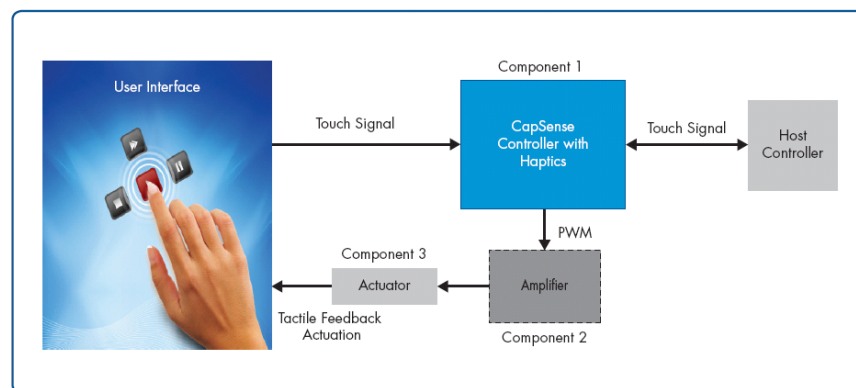 User Interface
Touch Signal
Component 1
CapSense
Controller with
Haptics
Touch Signal
Host
Controller
PWM
Component 3
Actuator
Amplifier
Tactile Feedback
Actuation
Component 2